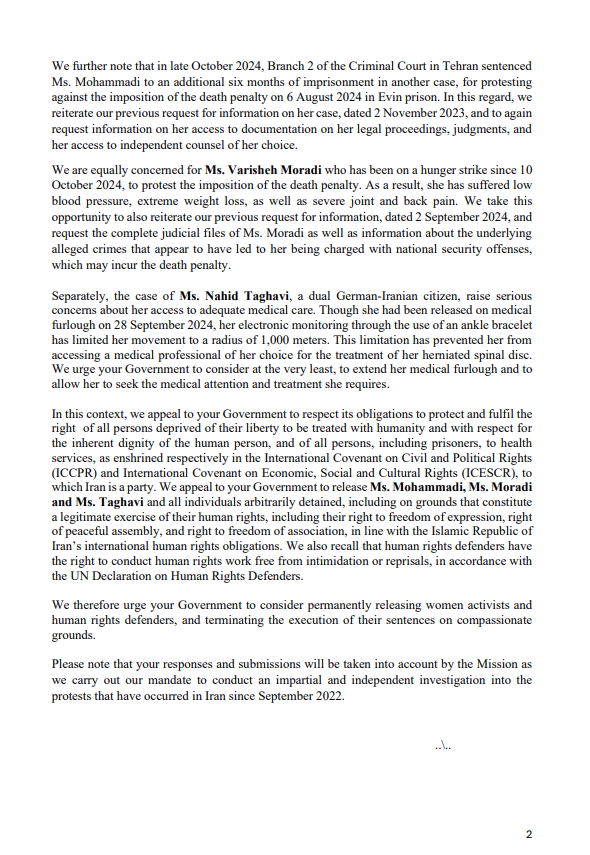 We further note that in late October 2024, Branch 2 of the Criminal Court in Tehran sentenced
Ms. Mohammadi to an additional six months of imprisonment in another case, for protesting
against the imposition of the death penalty on 6 August 2024 in Evin prison. In this regard, we
reiterate our previous request for information on her case, dated 2 November 2023, and to again
request information on her access to documentation on her legal proceedings, judgments, and
her access to independent counsel of her choice.
We are equally concerned for Ms. Varisheh Moradi who has been on a hunger strike since 10
October 2024, to protest the imposition of the death penalty. As a result, she has suffered low
blood pressure, extreme weight loss, as well as severe joint and back pain. We take this
opportunity to also reiterate our previous request for information, dated 2 September 2024, and
request the complete judicial files of Ms. Moradi as well as information about the underlying
alleged crimes that appear to have led to her being charged with national security offenses,
which may incur the death penalty.
Separately, the case of Ms. Nahid Taghavi, a dual German-Iranian citizen, raise serious
concerns about her access to adequate medical care. Though she had been released on medical
furlough on 28 September 2024, her electronic monitoring through the use of an ankle bracelet
has limited her movement to a radius of 1,000 meters. This limitation has prevented her from
accessing a medical professional of her choice for the treatment of her herniated spinal disc.
We urge your Government to consider at the very least, to extend her medical furlough and to
allow her to seek the medical attention and treatment she requires.
In this context, we appeal to your Government to respect its obligations to protect and fulfil the
right of all persons deprived of their liberty to be treated with humanity and with respect for
the inherent dignity of the human person, and of all persons, including prisoners, to health
services, as enshrined respectively in the International Covenant on Civil and Political Rights
(ICCPR) and International Covenant on Economic, Social and Cultural Rights (ICESCR), to
which Iran is a party. We appeal to your Government to release Ms. Mohammadi, Ms. Moradi
and Ms. Taghavi and all individuals arbitrarily detained, including on grounds that constitute
a legitimate exercise of their human rights, including their right to freedom of expression, right
of peaceful assembly, and right to freedom of association, in line with the Islamic Republic of
Iran's international human rights obligations. We also recall that human rights defenders have
the right to conduct human rights work free from intimidation or reprisals, in accordance with
the UN Declaration on Human Rights Defenders.
We therefore urge your Government to consider permanently releasing women activists and
human rights defenders, and terminating the execution of their sentences on compassionate
grounds.
Please note that your responses and submissions will be taken into account by the Mission as
we carry out our mandate to conduct an impartial and independent investigation into the
protests that have occurred in Iran since September 2022.
..\..
2